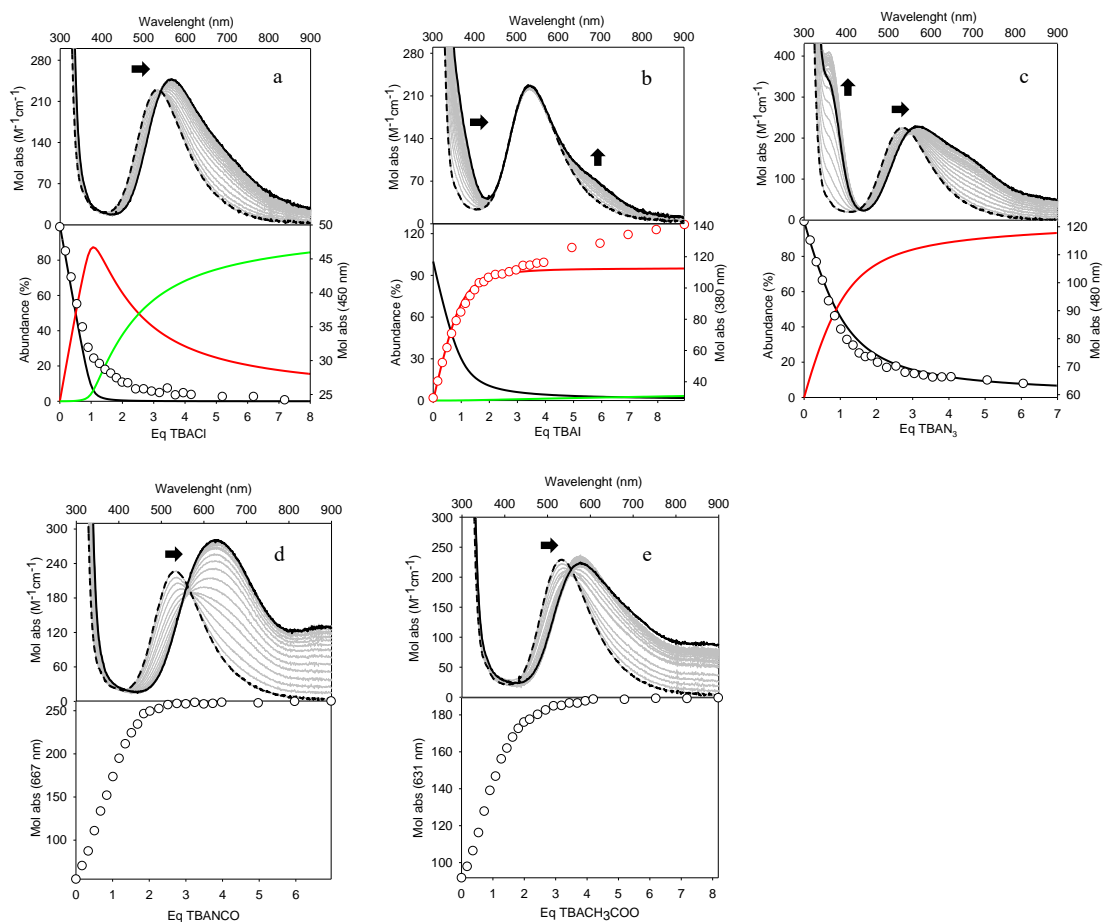 Wavelenght (nm)
300 400 500 600 700 800 900
Mol abs (M⁻¹cm⁻¹)
280
210
140
70
0
a
Abundance (%)
80
60
40
20
0
Mol abs (450 nm)
50
45
40
35
30
25
0 1 2 3 4 5 6 7 8
Eq TBACl
Wavelenght (nm)
300 400 500 600 700 800 900
Mol abs (M⁻¹cm⁻¹)
280
210
140
70
0
b
Abundance (%)
120
90
60
30
0
Mol abs (380 nm)
140
120
100
80
60
40
0 1 2 3 4 5 6 7 8
Eq TBAI
Wavelenght (nm)
300 400 500 600 700 800 900
Mol abs (M⁻¹cm⁻¹)
400
300
200
100
0
c
Abundance (%)
80
60
40
20
0
Mol abs (480 nm)
120
110
100
90
80
70
60
0 1 2 3 4 5 6 7
Eq TBAN₃
Wavelenght (nm)
300 400 500 600 700 800 900
Mol abs (M⁻¹cm⁻¹)
300
240
180
120
60
0
d
Mol abs (667 nm)
250
200
150
100
0 1 2 3 4 5 6
Eq TBANCO
Wavelenght (nm)
300 400 500 600 700 800 900
Mol abs (M⁻¹cm⁻¹)
300
250
200
150
100
50
0
e
Mol abs (631 nm)
180
160
140
120
100
0 1 2 3 4 5 6 7 8
Eq TBACH₃COO